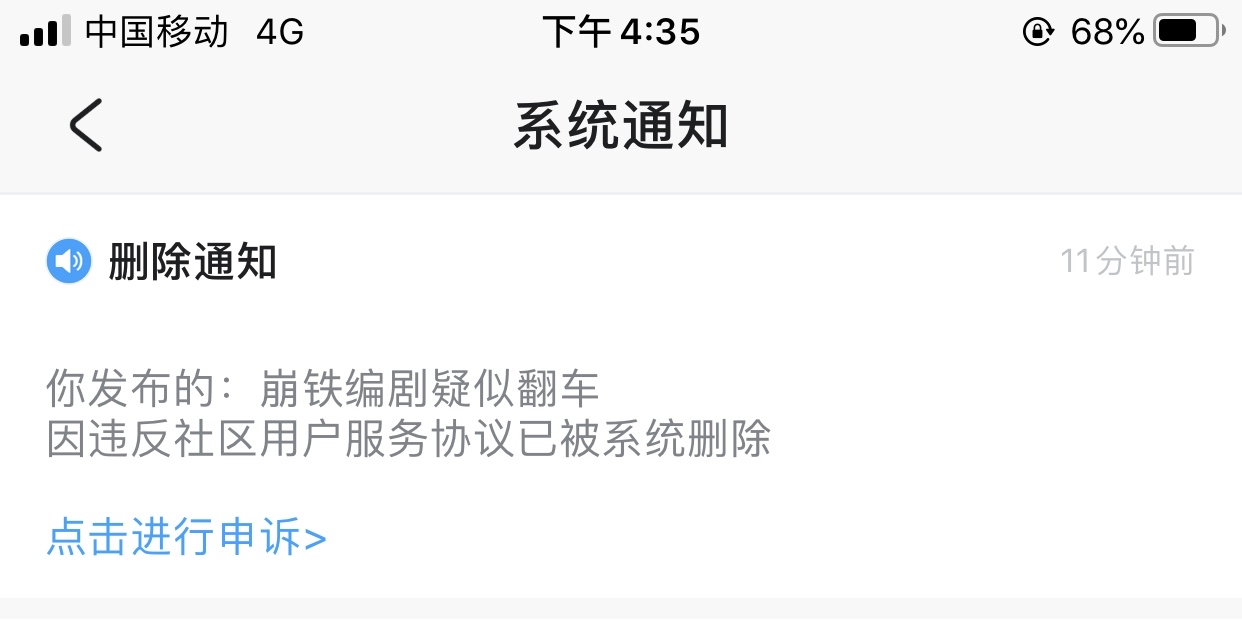 中国移动 4G 下午 4:35 68%
系统通知
删除通知 11分钟前
你发布的：崩铁编剧疑似翻车
因违反社区用户服务协议已被系统删除
点击进行申诉>